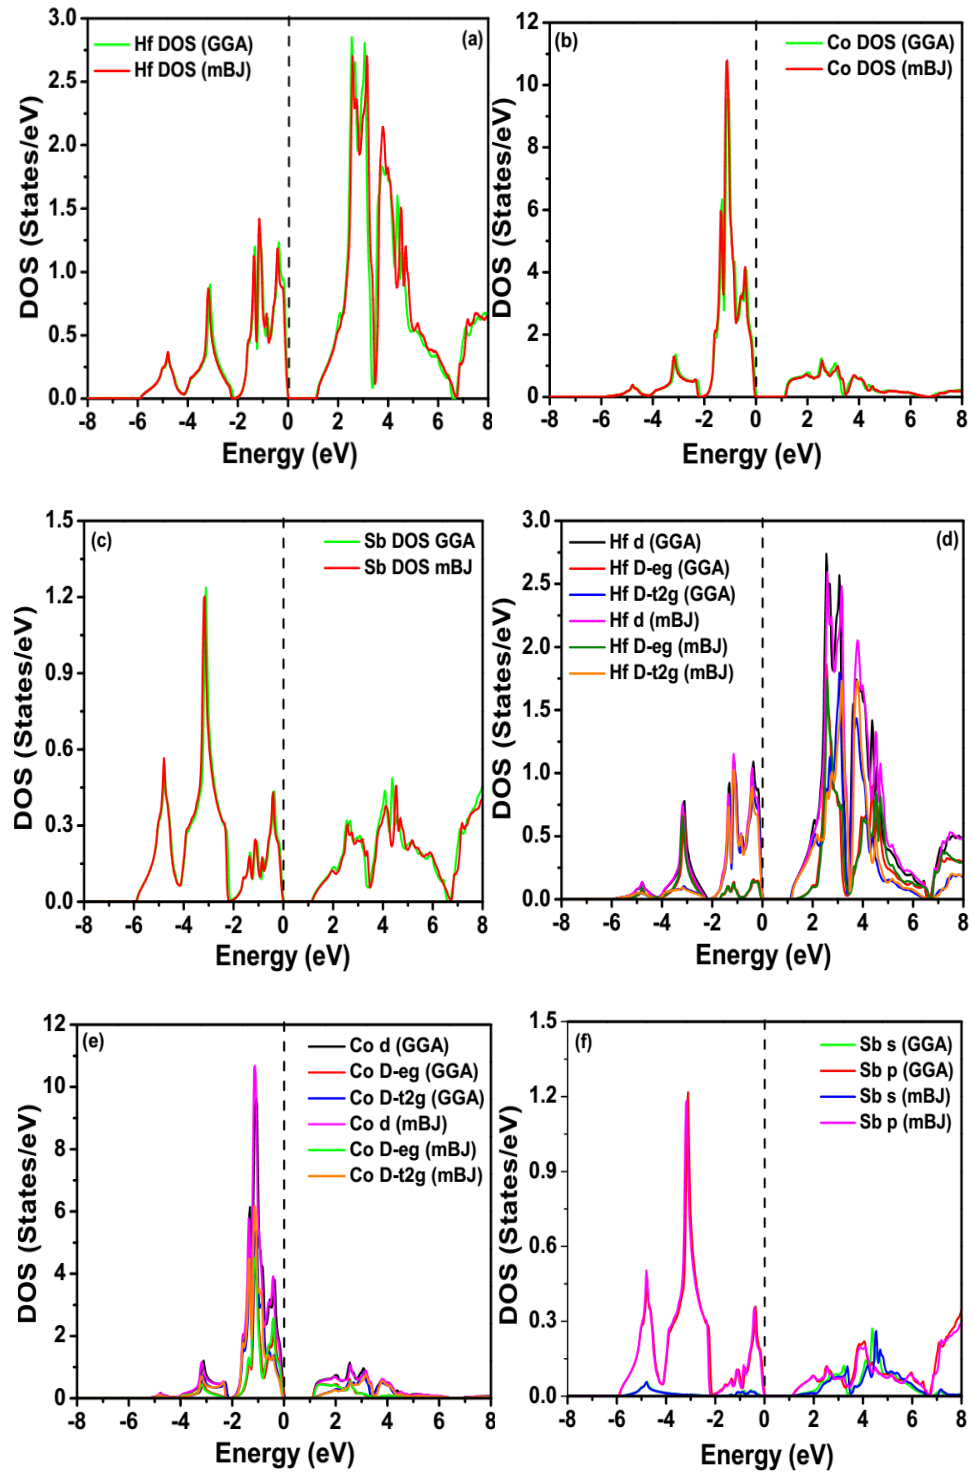 Hf DOS (GGA)
Hf DOS (mBJ)
(a)
3.0
2.5
2.0
1.5
1.0
0.5
0.0
-8 -6 -4 -2 0 2 4 6 8
DOS (States/eV)
Energy (eV)
(b)
Co DOS (GGA)
Co DOS (mBJ)
12
10
8
6
4
2
0
-8 -6 -4 -2 0 2 4 6 8
DOS (States/eV)
Energy (eV)
(c)
Sb DOS GGA
Sb DOS mBJ
1.5
1.2
0.9
0.6
0.3
0.0
-8 -6 -4 -2 0 2 4 6 8
DOS (States/eV)
Energy (eV)
Hf d (GGA)
Hf D-eg (GGA)
Hf D-t2g (GGA)
Hf d (mBJ)
Hf D-eg (mBJ)
Hf D-t2g (mBJ)
(d)
3.0
2.5
2.0
1.5
1.0
0.5
0.0
-8 -6 -4 -2 0 2 4 6 8
DOS (States/eV)
Energy (eV)
(e)
Co d (GGA)
Co D-eg (GGA)
Co D-t2g (GGA)
Co d (mBJ)
Co D-eg (mBJ)
Co D-t2g (mBJ)
12
10
8
6
4
2
0
-8 -6 -4 -2 0 2 4 6 8
DOS (States/eV)
Energy (eV)
(f)
Sb s (GGA)
Sb p (GGA)
Sb s (mBJ)
Sb p (mBJ)
1.5
1.2
0.9
0.6
0.3
0.0
-8 -6 -4 -2 0 2 4 6 8
DOS (States/eV)
Energy (eV)